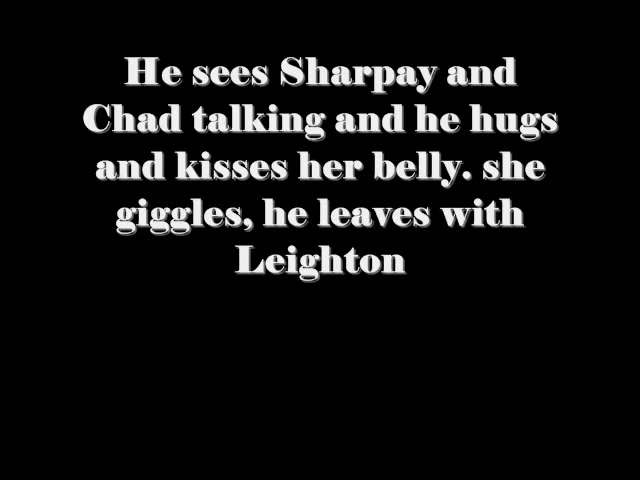 He sees Sharpay and
Chad talking and he hugs
and kisses her belly. she
giggles, he leaves with
Leighton